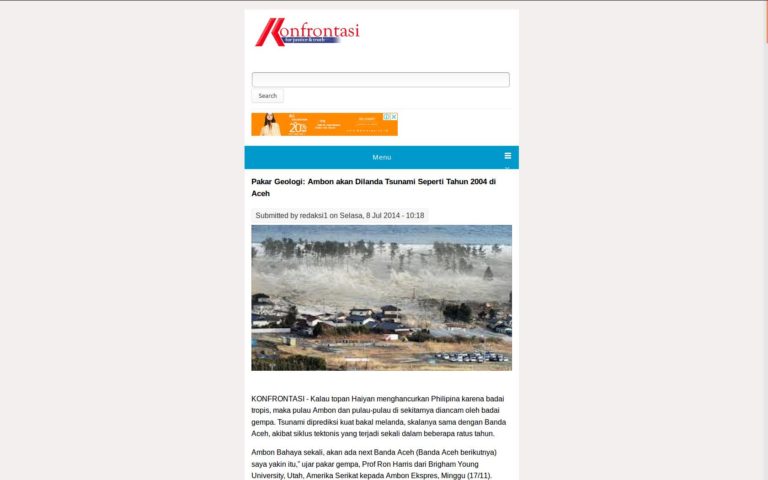 Konfrontasi
for justice & truth
Search
20%
Menu
Pakar Geologi: Ambon akan Dilanda Tsunami Seperti Tahun 2004 di
Aceh
Submitted by redaksi1 on Selasa, 8 Jul 2014 - 10:18
KONFRONTASI - Kalau topan Haiyan menghancurkan Philipina karena badai
tropis, maka pulau Ambon dan pulau-pulau di sekitarnya diancam oleh badai
gempa. Tsunami diprediksi kuat bakal melanda, skalanya sama dengan Banda
Aceh, akibat siklus tektonis yang terjadi sekali dalam beberapa ratus tahun.
Ambon Bahaya sekali, akan ada next Banda Aceh (Banda Aceh berikutnya)
saya yakin itu,” ujar pakar gempa, Prof Ron Harris dari Brigham Young
University, Utah, Amerika Serikat kepada Ambon Ekspres, Minggu (17/11).